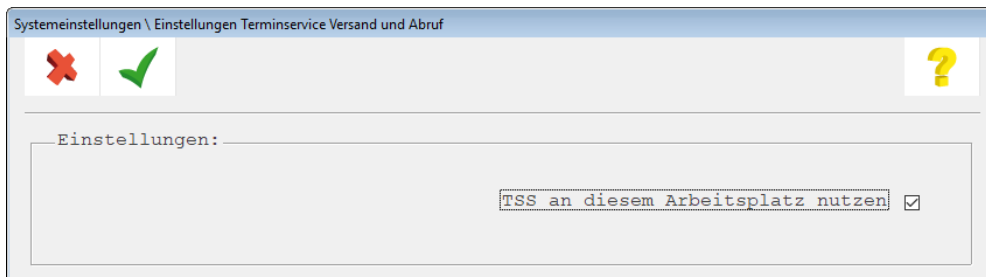 Systemeinstellungen \ Einstellungen Terminservice Versand und Abruf
Einstellungen:
TSS an diesem Arbeitsplatz nutzen